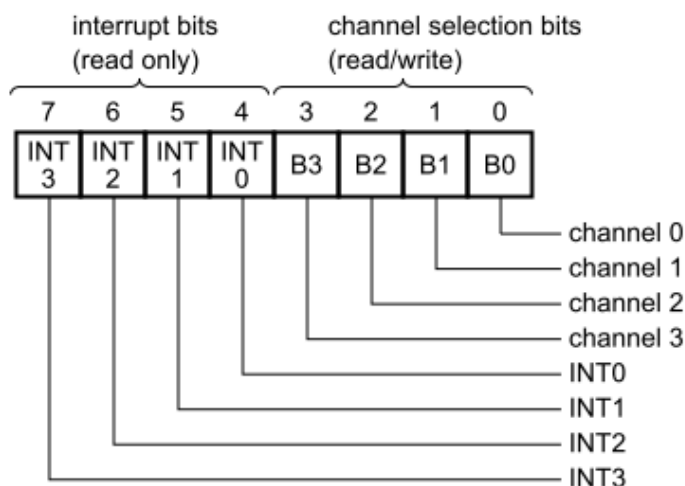 interrupt bits channel selection bits
(read only) (read/write)
7 6 5 4 3 2 1 0
INT 3 INT 2 INT 1 INT 0 B3 B2 B1 B0
channel 0
channel 1
channel 2
channel 3
INT0
INT1
INT2
INT3